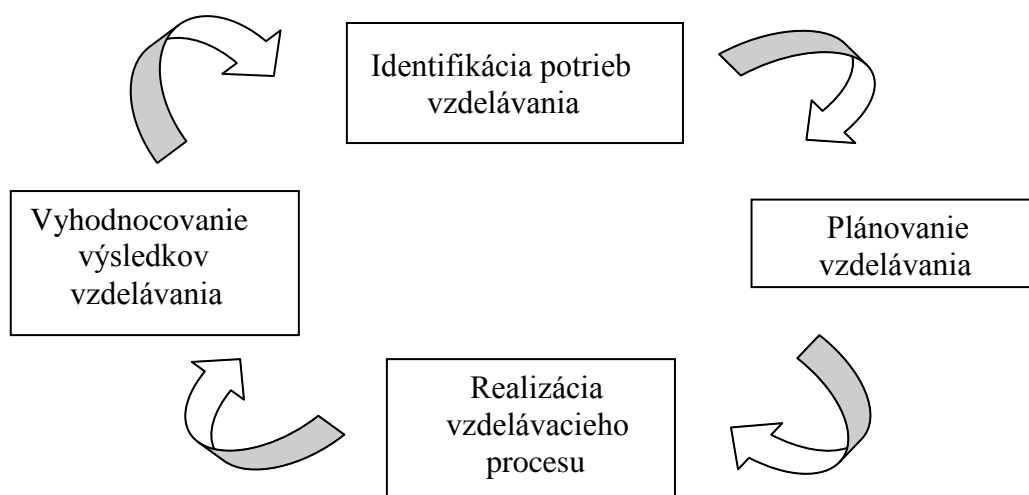 Identifikácia potrieb
vzdelávania
Vyhodnocovanie
výsledkov
vzdelávania
Plánovanie
vzdelávania
Realizácia
vzdelávacieho
procesu